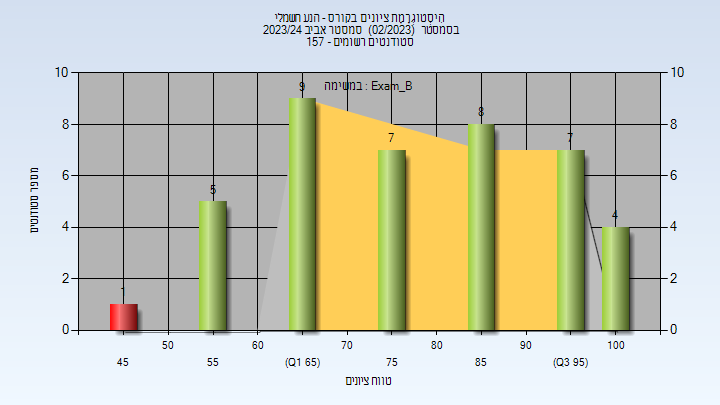 היסטוגרמת ציונים בקורס - הנע חשמלי
בסמסטר (02/2023) סמסטר אביב 2023/24
סטודנטים רשומים - 157
במשימה : Exam_B
מספר סטודנטים
10 10
8 8
6 6
4 4
2 2
0 0
1 5 9 7 8 7 4
50 60 70 80 90 100
45 55 (Q1 65) 75 85 (Q3 95)
טווח ציונים